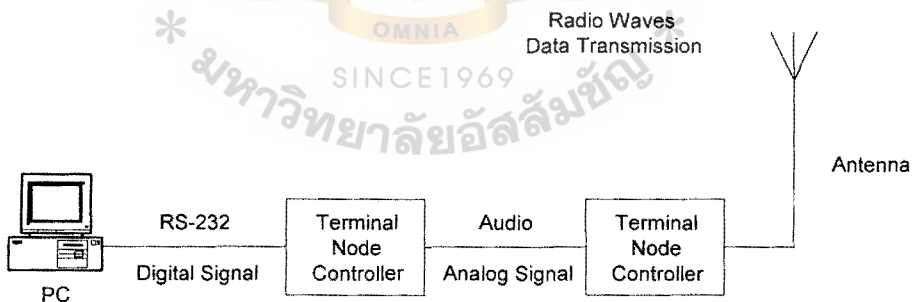 OMNIA
SINCE1969
มหาวิทยาลัยอัสสัมชัญ
Radio Waves
Data Transmission
Antenna
RS-232
Digital Signal
Terminal
Node
Controller
Audio
Analog Signal
Terminal
Node
Controller
PC